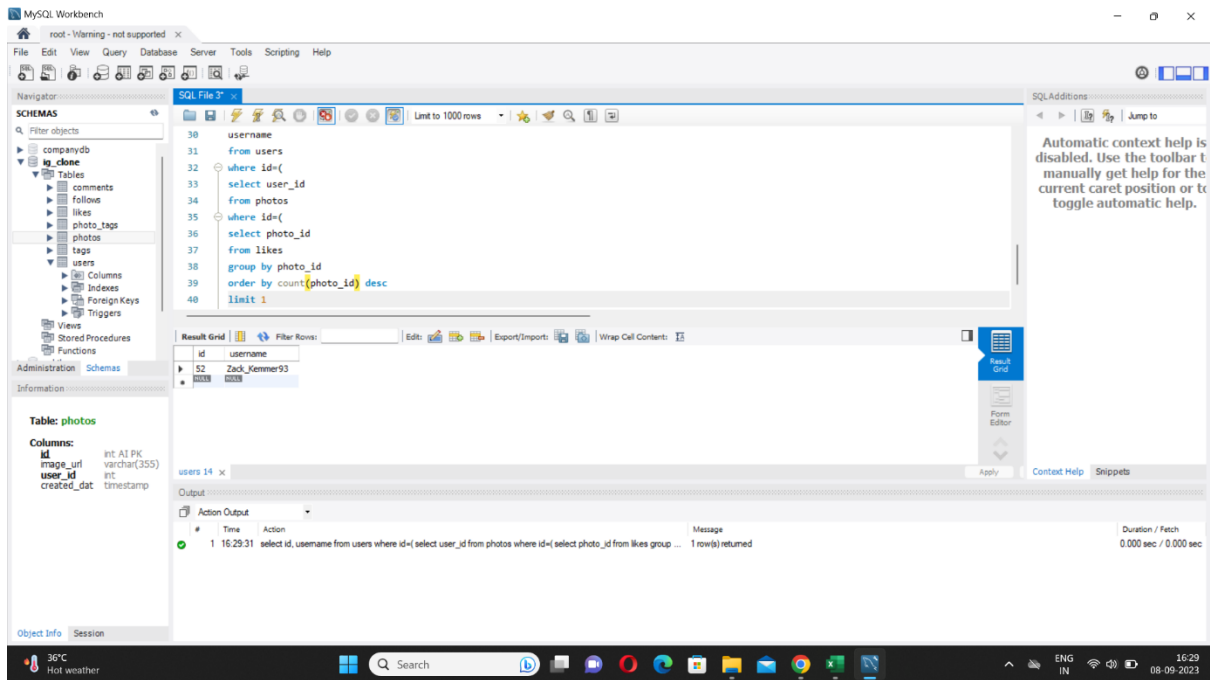 MySQL Workbench
root - Warning - not supported
File Edit View Query Database Server Tools Scripting Help
Navigator
SCHEMAS
Filter objects
companydb
ig_clone
Tables
comments
follows
likes
photo_tags
photos
tags
users
Columns
Indexes
Foreign Keys
Triggers
Views
Stored Procedures
Functions
Administration Schemas
Information
Table: photos
Columns:
id int AI PK
image_url varchar(355)
user_id int
created_dat timestamp
Object Info Session
SQL File 3*
Limit to 1000 rows
30 username
31 from users
32 where id=(
33 select user_id
34 from photos
35 where id=(
36 select photo_id
37 from likes
38 group by photo_id
39 order by count(photo_id) desc
40 limit 1
Result Grid Filter Rows: Edit: Export/Import: Wrap Cell Content:
id username
52 Zack_Kemmer93
NULL NULL
Result
Grid
Form
Editor
users 14 Apply
Output
Action Output
# Time Action Message Duration / Fetch
1 16:29:31 select id, username from users where id=( select user_id from photos where id=( select photo_id from likes group ... 1 row(s) returned 0.000 sec / 0.000 sec
SQLAdditions
Jump to
Automatic context help is
disabled. Use the toolbar t
manually get help for the
current caret position or to
toggle automatic help.
Context Help Snippets
36°C
Hot weather
Search
ENG
IN
16:29
08-09-2023